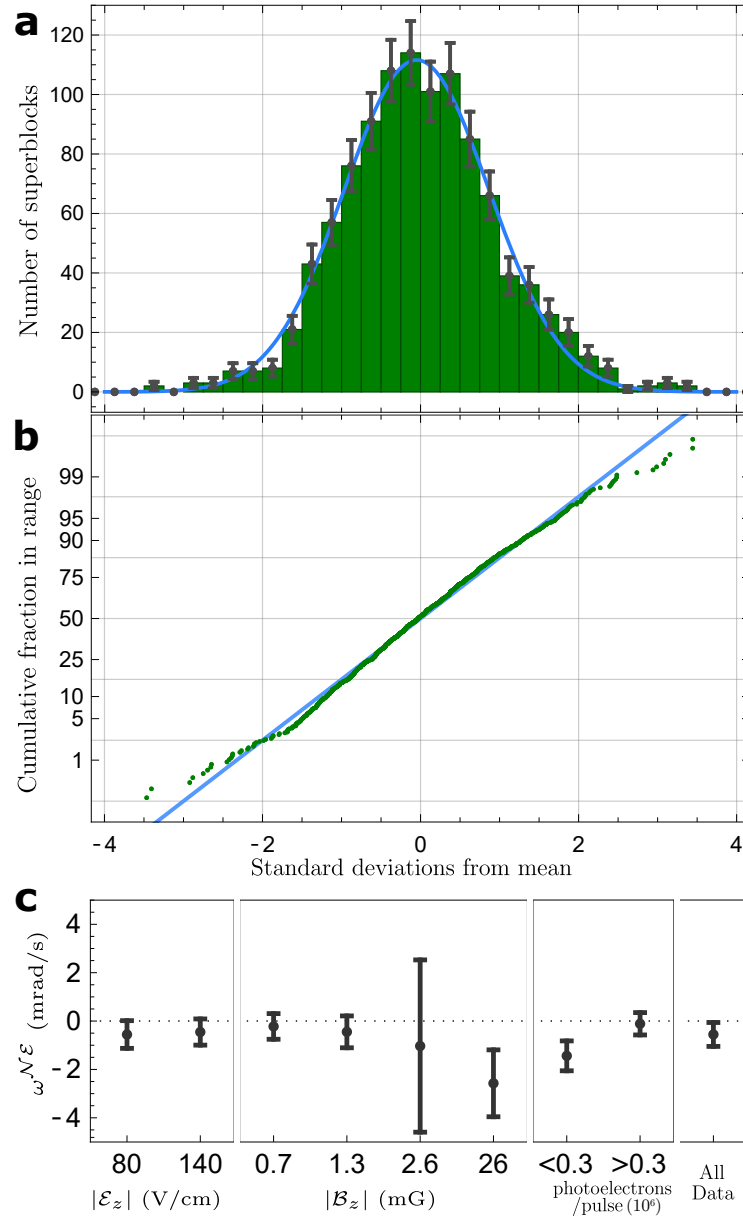 a
Number of superblocks
120
100
80
60
40
20
0
b
Cumulative fraction in range
99
95
90
75
50
25
10
5
1
−4 −2 0 2 4
Standard deviations from mean
c
ω^𝒩ℰ (mrad/s)
4
2
0
-2
-4
80 140 0.7 1.3 2.6 26 <0.3 >0.3 All
|ℰz| (V/cm) |ℬz| (mG) photoelectrons Data
/pulse (10⁶)